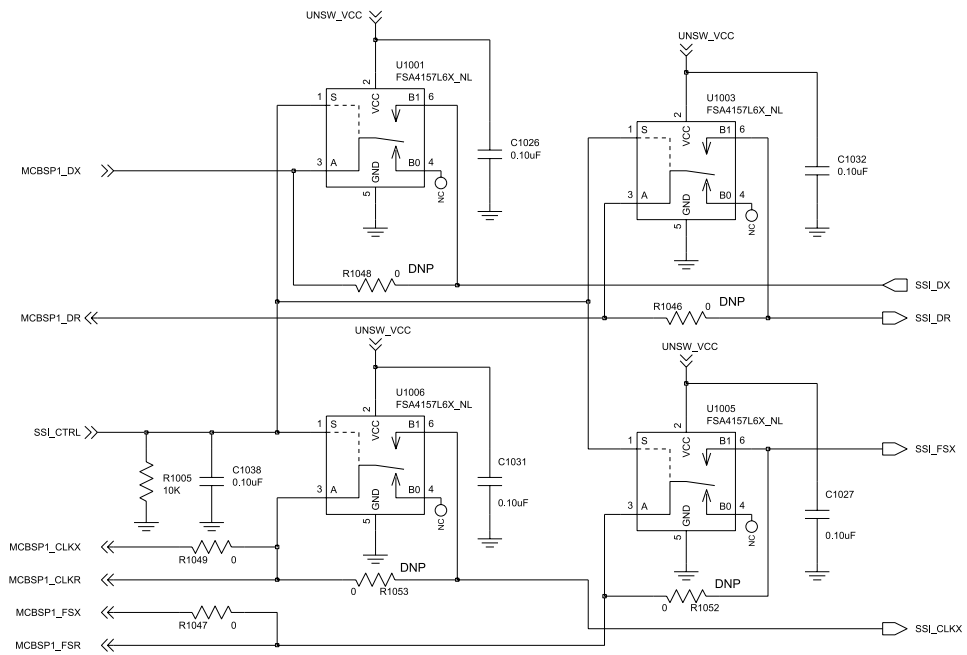 UNSW_VCC
U1001
FSA4157L6X_NL
2
VCC
1
S
B1
6
3
A
B0
4
GND
5
NC
C1026
0.10uF
MCBSP1_DX
R1048
0
DNP
UNSW_VCC
U1003
FSA4157L6X_NL
2
VCC
1
S
B1
6
3
A
B0
4
GND
5
NC
C1032
0.10uF
SSI_DX
MCBSP1_DR
R1046
0
DNP
SSI_DR
UNSW_VCC
U1006
FSA4157L6X_NL
2
VCC
1
S
B1
6
3
A
B0
4
GND
5
NC
C1031
0.10uF
SSI_CTRL
R1005
10K
C1038
0.10uF
UNSW_VCC
U1005
FSA4157L6X_NL
2
VCC
1
S
B1
6
3
A
B0
4
GND
5
NC
C1027
0.10uF
SSI_FSX
MCBSP1_CLKX
R1049
0
MCBSP1_CLKR
0
R1053
DNP
MCBSP1_FSX
R1047
0
0
R1052
DNP
SSI_CLKX
MCBSP1_FSR